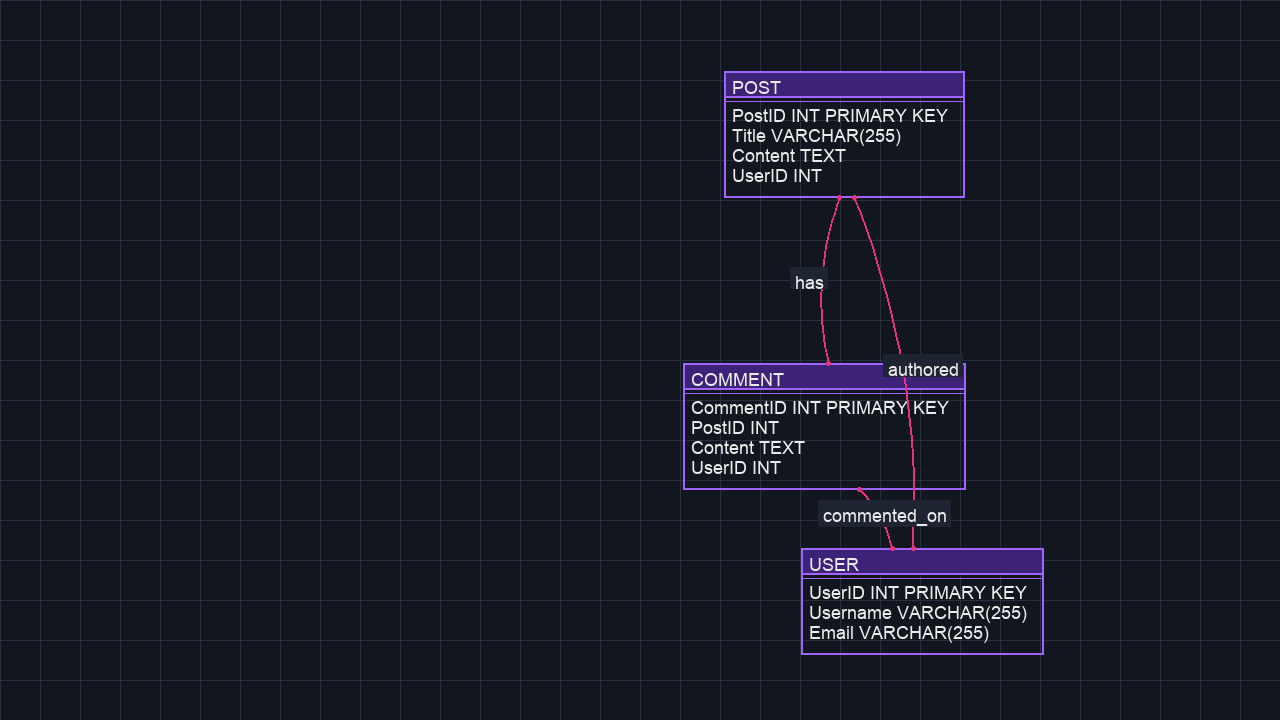 POST
PostID INT PRIMARY KEY
Title VARCHAR(255)
Content TEXT
UserID INT
has
authored
COMMENT
CommentID INT PRIMARY KEY
PostID INT
Content TEXT
UserID INT
commented_on
USER
UserID INT PRIMARY KEY
Username VARCHAR(255)
Email VARCHAR(255)